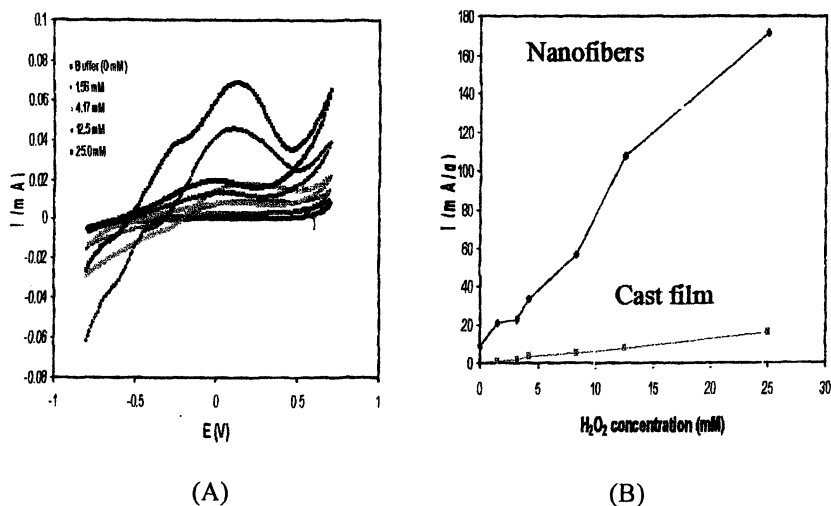 0.1
0.08
0.06
0.04
0.02
0
-0.02
-0.04
-0.06
-0.08
I / mA)
Buffer (0 mM)
1.56 mM
4.17 mM
12.5 mM
25.0 mM
-1
-0.5
0
0.5
1
E (V)
(A)
180
160
140
120
100
80
60
40
20
0
I (mA/g)
Nanofibers
Cast film
0
5
10
15
20
25
30
H₂O₂ concentration (mM)
(B)